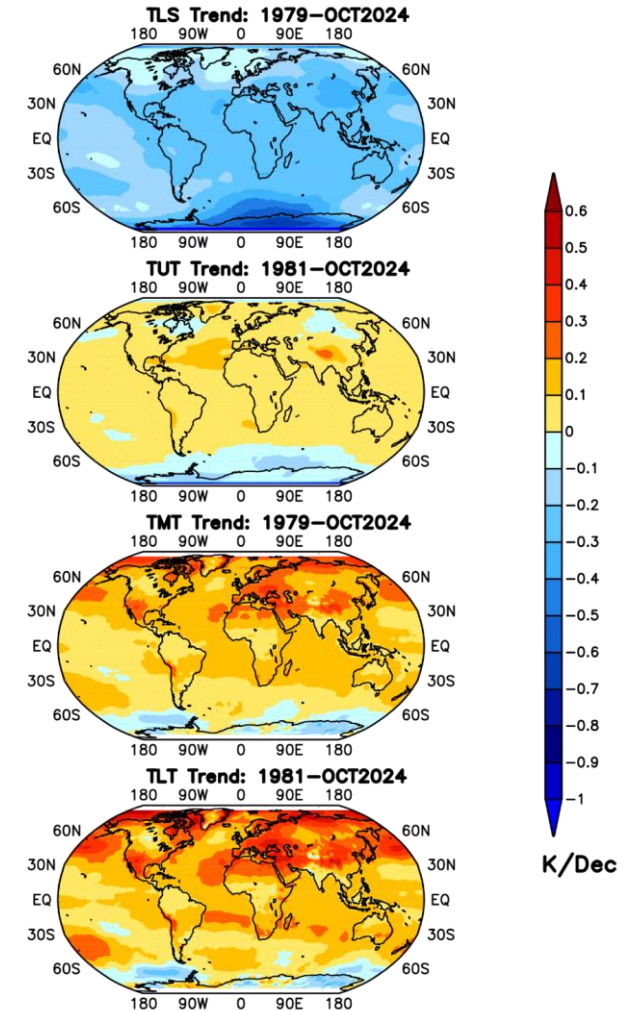 TLS Trend: 1979-OCT2024
180 90W 0 90E 180
60N 60N
30N 30N
EQ EQ
30S 30S
60S 60S
180 90W 0 90E 180
TUT Trend: 1981-OCT2024
180 90W 0 90E 180
60N 60N
30N 30N
EQ EQ
30S 30S
60S 60S
180 90W 0 90E 180
TMT Trend: 1979-OCT2024
180 90W 0 90E 180
60N 60N
30N 30N
EQ EQ
30S 30S
60S 60S
180 90W 0 90E 180
TLT Trend: 1981-OCT2024
180 90W 0 90E 180
60N 60N
30N 30N
EQ EQ
30S 30S
60S 60S
180 90W 0 90E 180
0.6
0.5
0.4
0.3
0.2
0.1
0
-0.1
-0.2
-0.3
-0.4
-0.5
-0.6
-0.7
-0.8
-0.9
-1
K/Dec